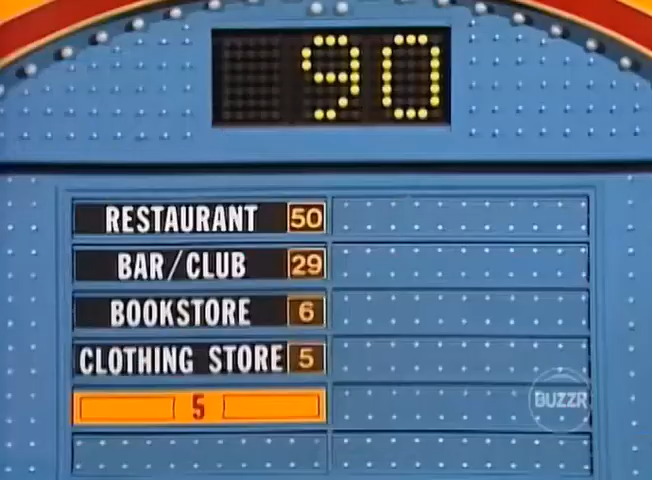 90
RESTAURANT 50
BAR/CLUB 29
BOOKSTORE 6
CLOTHING STORE 5
5
BUZZR